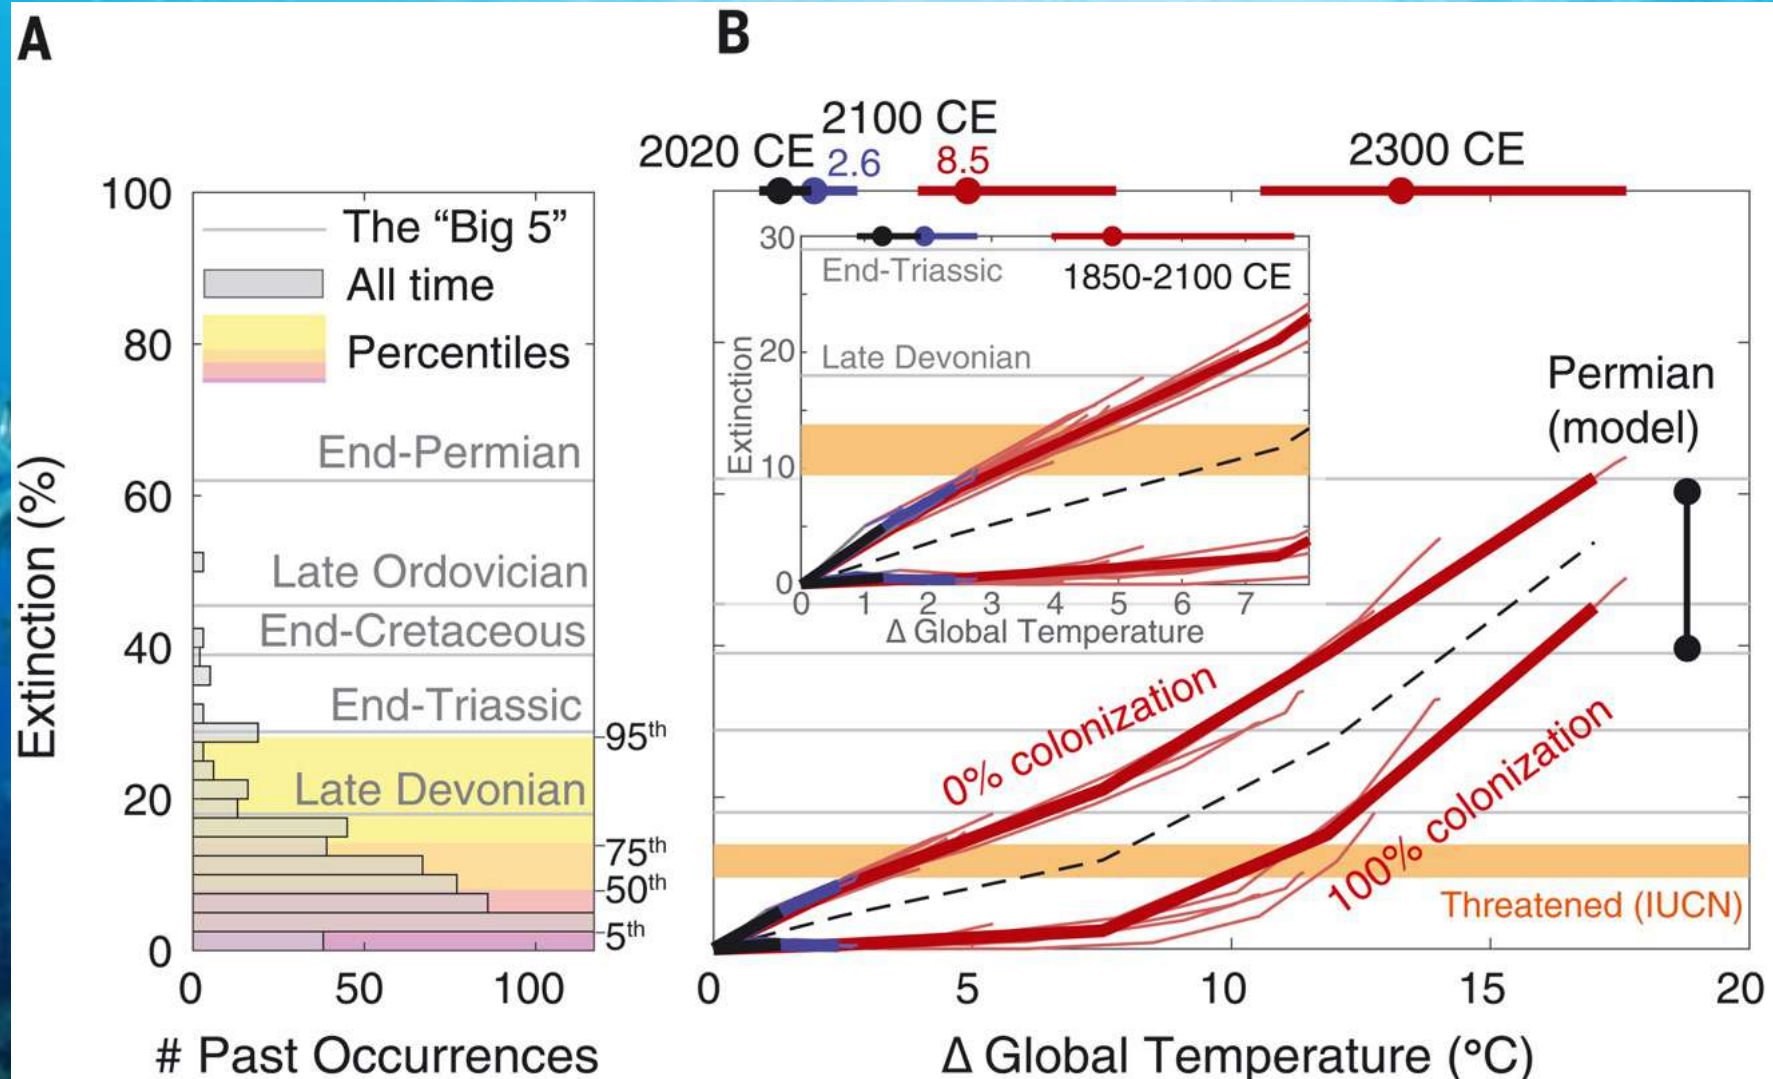 A
Extinction (%)
100
80
60
40
20
0
The “Big 5”
All time
Percentiles
End-Permian
Late Ordovician
End-Cretaceous
End-Triassic
Late Devonian
95th
75th
50th
5th
0
50
100
# Past Occurrences
B
2020 CE
2100 CE
2.6
8.5
2300 CE
30
20
10
0
Extinction
End-Triassic
1850-2100 CE
Late Devonian
0
1
2
3
4
5
6
7
Δ Global Temperature
Permian
(model)
0% colonization
100% colonization
Threatened (IUCN)
0
5
10
15
20
Δ Global Temperature (°C)